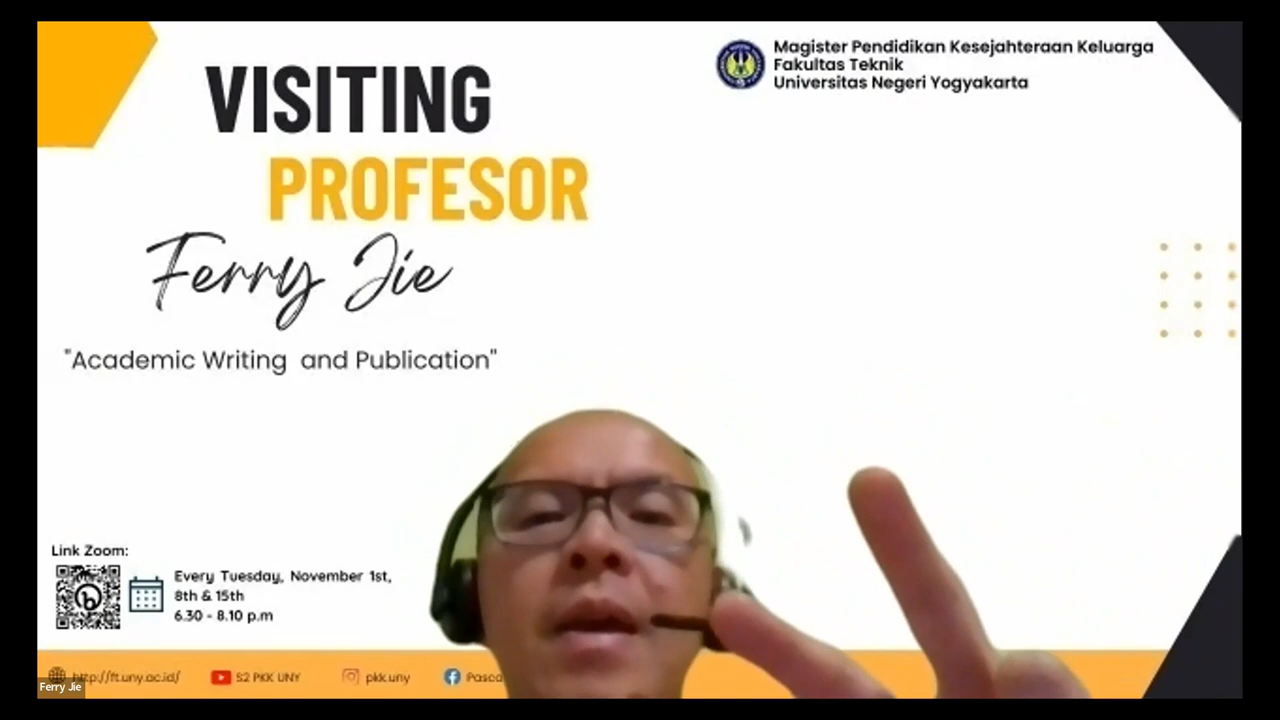 VISITING
PROFESOR
Ferry Jie
"Academic Writing and Publication"
Magister Pendidikan Kesejahteraan Keluarga
Fakultas Teknik
Universitas Negeri Yogyakarta
Link Zoom:
Every Tuesday, November 1st,
8th & 15th
6.30 - 8.10 p.m
http://ft.uny.ac.id/
S2 PKK UNY
pkk.uny
Pasca
Ferry Jie